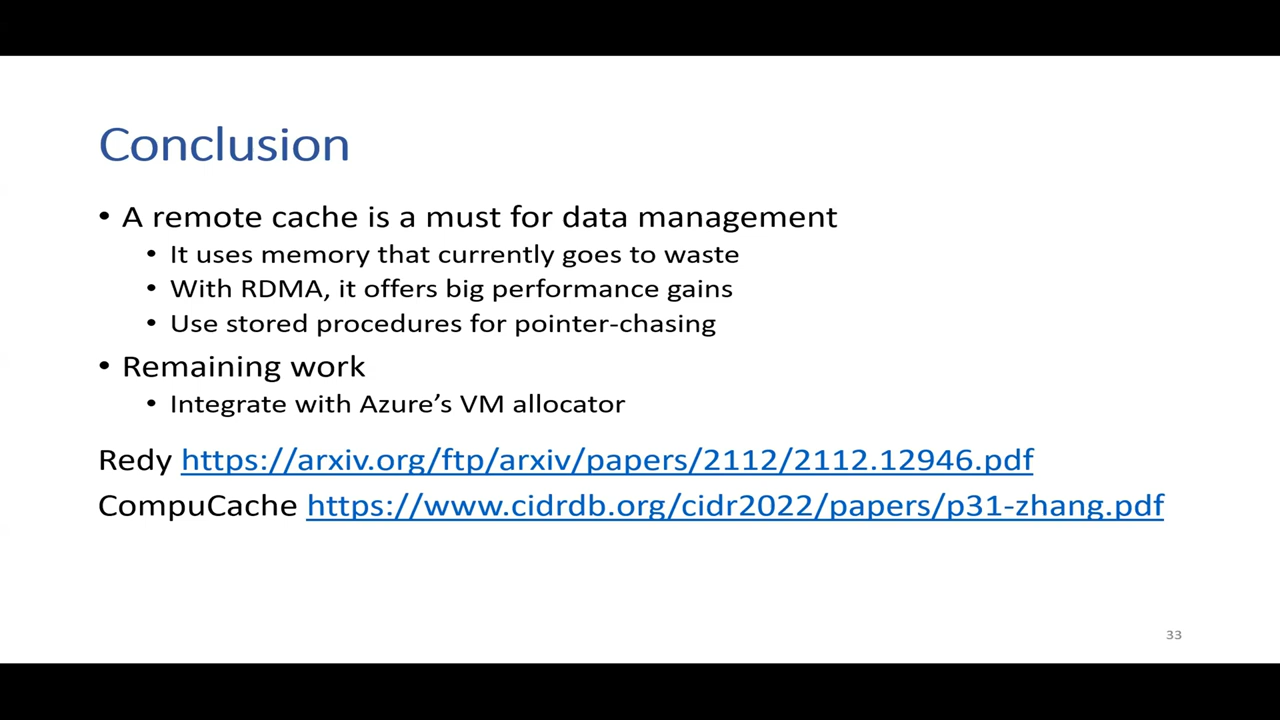 Conclusion
• A remote cache is a must for data management
• It uses memory that currently goes to waste
• With RDMA, it offers big performance gains
• Use stored procedures for pointer-chasing
• Remaining work
• Integrate with Azure’s VM allocator
Redy https://arxiv.org/ftp/arxiv/papers/2112/2112.12946.pdf
CompuCache https://www.cidrdb.org/cidr2022/papers/p31-zhang.pdf
33